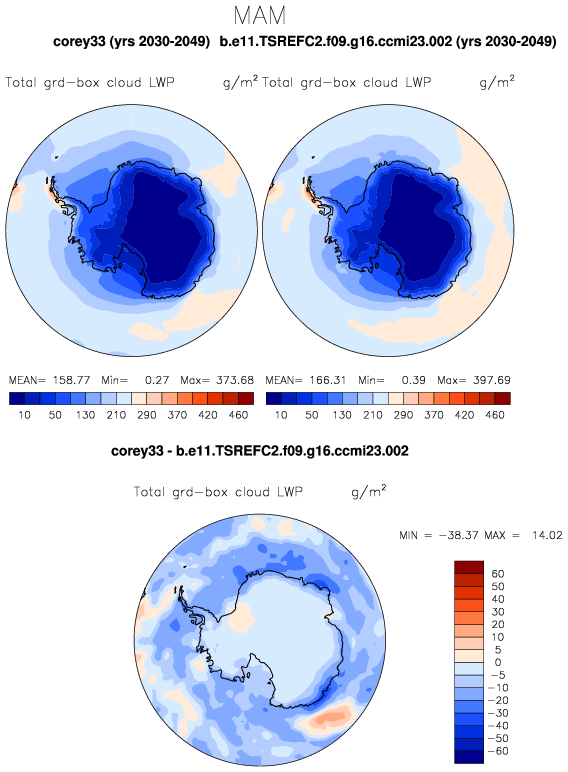 MAM
corey33 (yrs 2030-2049) b.e11.TSREFC2.f09.g16.ccmi23.002 (yrs 2030-2049)
Total grd-box cloud LWP g/m² Total grd-box cloud LWP g/m²
MEAN= 158.77 Min= 0.27 Max= 373.68 MEAN= 166.31 Min= 0.39 Max= 397.69
10 50 130 210 290 370 420 460 10 50 130 210 290 370 420 460
corey33 - b.e11.TSREFC2.f09.g16.ccmi23.002
Total grd-box cloud LWP g/m²
MIN = -38.37 MAX = 14.02
60
50
40
30
20
10
5
0
-5
-10
-20
-30
-40
-50
-60